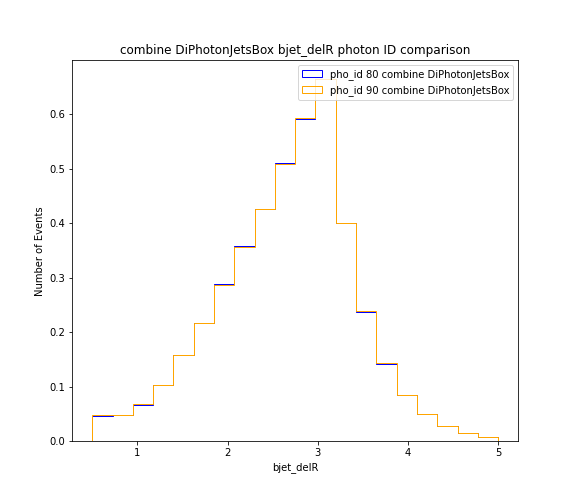 combine DiPhotonJetsBox bjet_delR photon ID comparison
pho_id 80 combine DiPhotonJetsBox
pho_id 90 combine DiPhotonJetsBox
Number of Events
0.6
0.5
0.4
0.3
0.2
0.1
0.0
1 2 3 4 5
bjet_delR